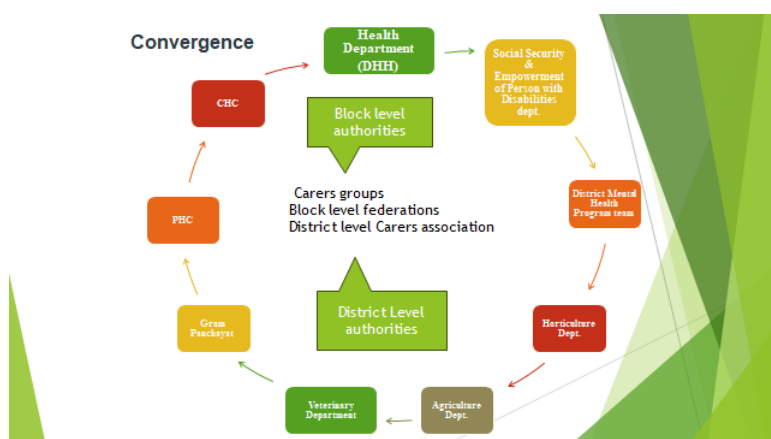 Convergence
Health
Department
(DHH)
Social Security
&
Empowerment
of Person with
Disabilities
dept.
District Mental
Health
Program team
Horticulture
Dept.
Agriculture
Dept.
Veterinary
Department
Gram
Panchayat
PHC
CHC
Block level
authorities
Carers groups
Block level federations
District level Carers association
District Level
authorities